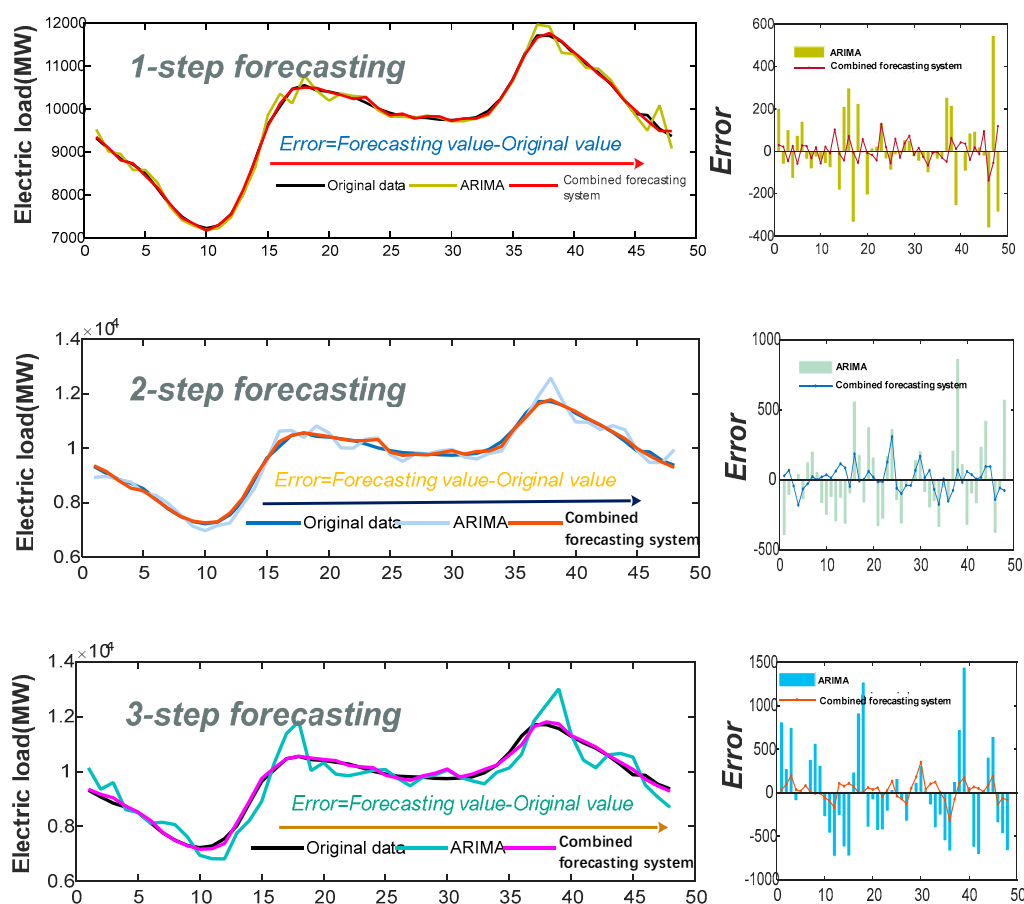 12000
11000
10000
9000
8000
7000
0 5 10 15 20 25 30 35 40 45 50
Electric load(MW)
1-step forecasting
Error=Forecasting value-Original value
Original data ARIMA Combined forecasting
system
600
400
200
0
-200
-400
0 10 20 30 40 50
Error
ARIMA
Combined forecasting system
1.4 ×10^4
1.2
1
0.8
0.6
0 5 10 15 20 25 30 35 40 45 50
Electric load(MW)
2-step forecasting
Error=Forecasting value-Original value
Original data ARIMA Combined
forecasting system
1000
500
0
-500
0 10 20 30 40 50
Error
ARIMA
Combined forecasting system
1.4 ×10^4
1.2
1
0.8
0.6
0 5 10 15 20 25 30 35 40 45 50
Electric load(MW)
3-step forecasting
Error=Forecasting value-Original value
Original data ARIMA Combined
forecasting system
1500
1000
500
0
-500
-1000
0 10 20 30 40 50
Error
ARIMA
Combined forecasting system